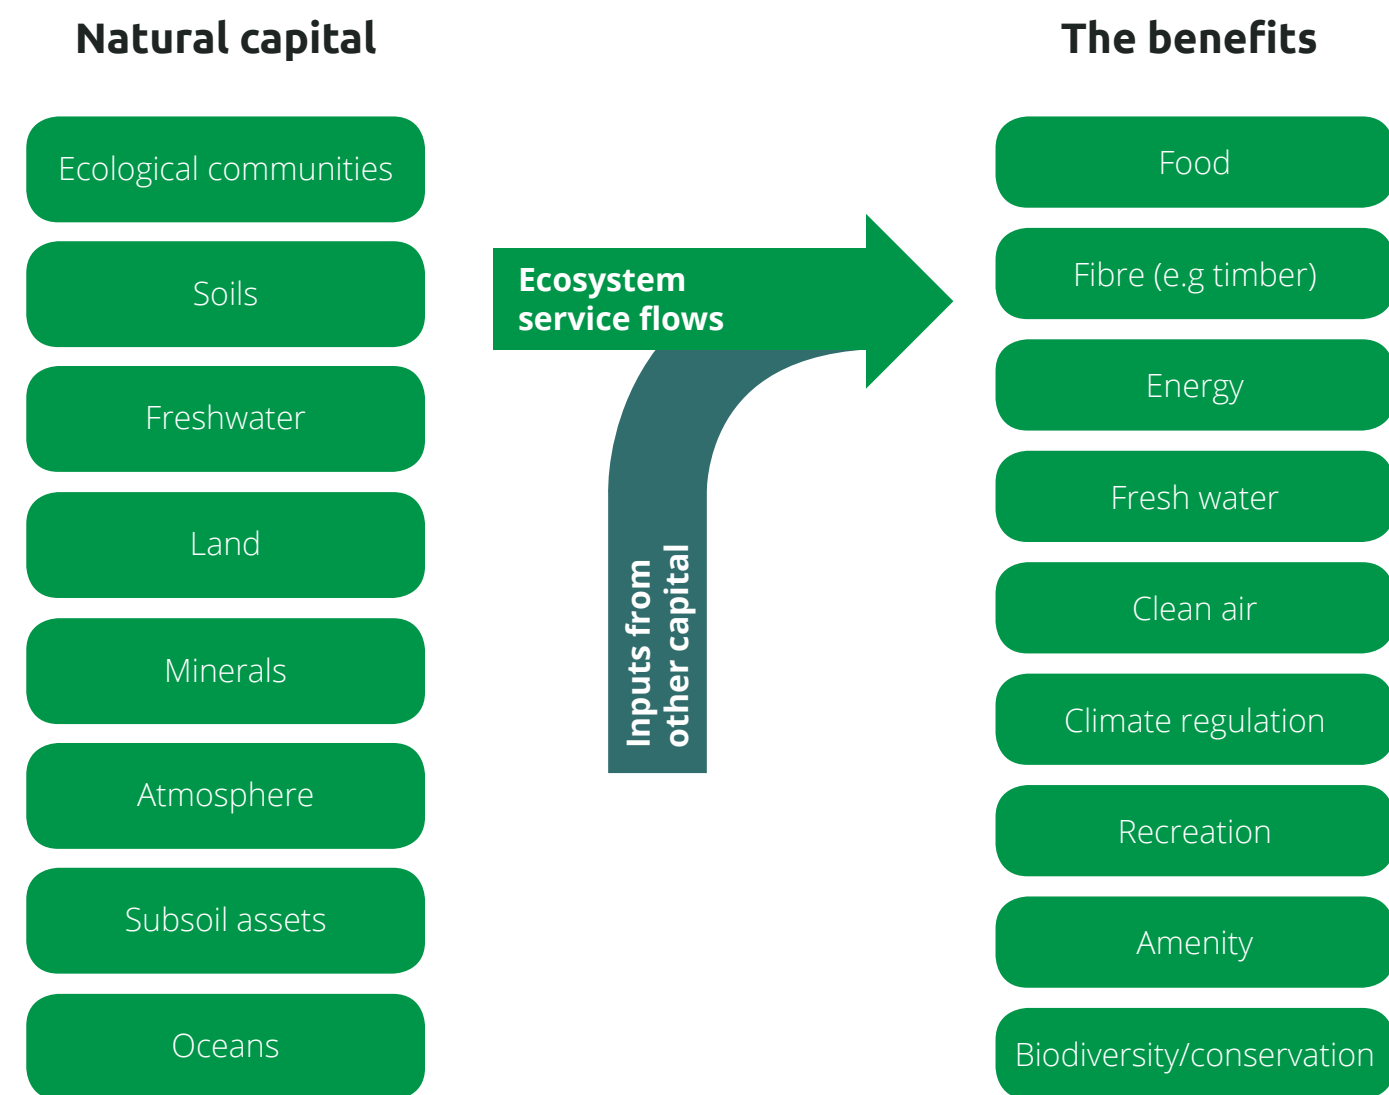 Natural capital
Ecological communities
Soils
Freshwater
Land
Minerals
Atmosphere
Subsoil assets
Oceans
Ecosystem
service flows
Inputs from
other capital
The benefits
Food
Fibre (e.g timber)
Energy
Fresh water
Clean air
Climate regulation
Recreation
Amenity
Biodiversity/conservation